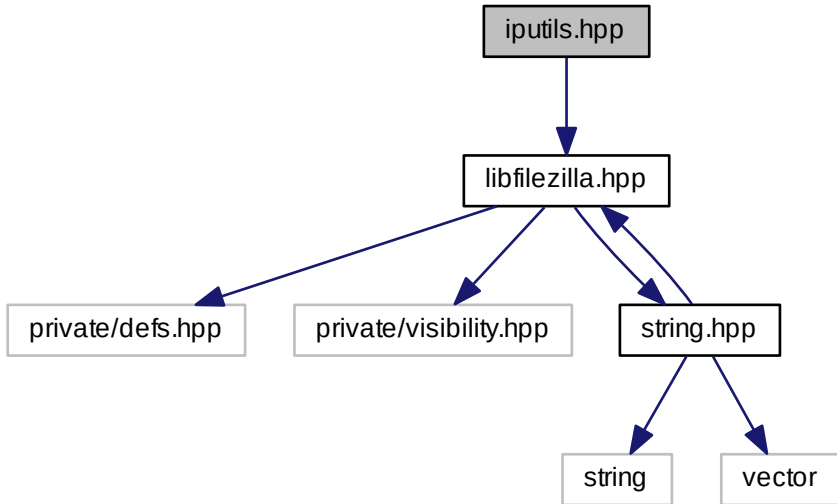 iputils.hpp
libfilezilla.hpp
private/defs.hpp
private/visibility.hpp
string.hpp
string
vector